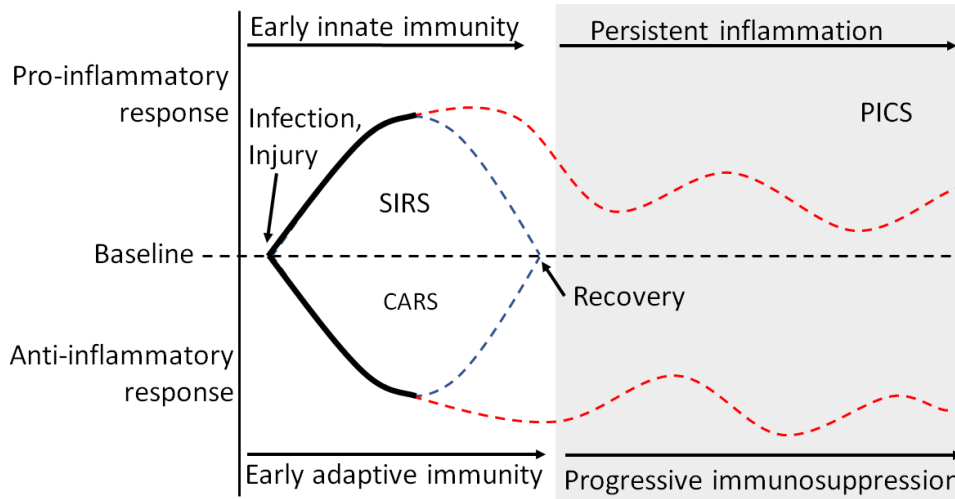 Early innate immunity
Persistent inflammation
Pro-inflammatory
response
PICS
Infection,
Injury
SIRS
Baseline
CARS
Recovery
Anti-inflammatory
response
Early adaptive immunity
Progressive immunosuppression